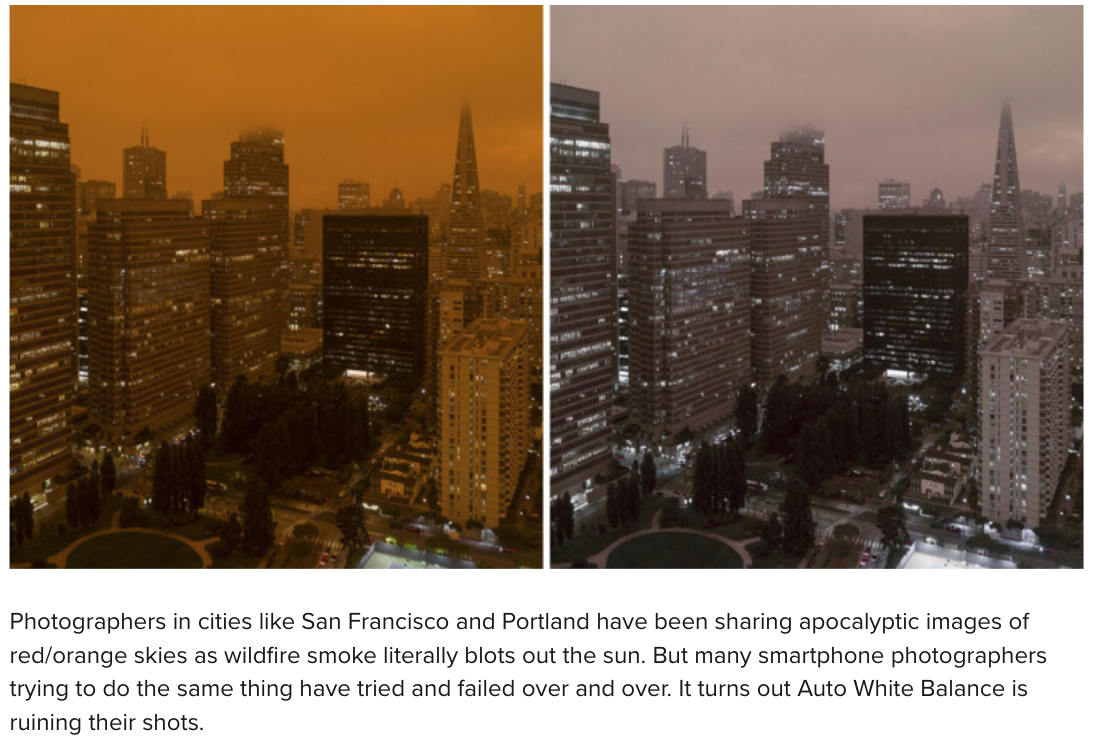 Photographers in cities like San Francisco and Portland have been sharing apocalyptic images of
red/orange skies as wildfire smoke literally blots out the sun. But many smartphone photographers
trying to do the same thing have tried and failed over and over. It turns out Auto White Balance is
ruining their shots.